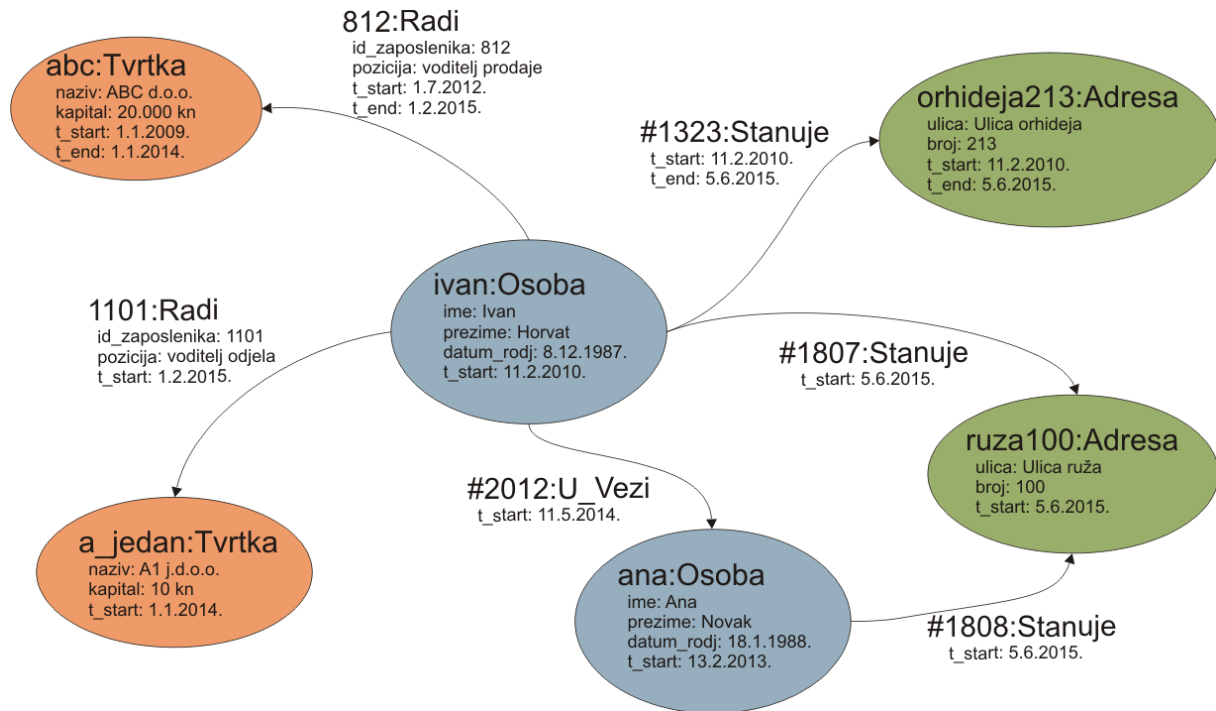 812:Radi
id_zaposlenika: 812
pozicija: voditelj prodaje
t_start: 1.7.2012.
t_end: 1.2.2015.
abc:Tvrtka
naziv: ABC d.o.o.
kapital: 20.000 kn
t_start: 1.1.2009.
t_end: 1.1.2014.
#1323:Stanuje
t_start: 11.2.2010.
t_end: 5.6.2015.
orhideja213:Adresa
ulica: Ulica orhideja
broj: 213
t_start: 11.2.2010.
t_end: 5.6.2015.
ivan:Osoba
ime: Ivan
prezime: Horvat
datum_rodj: 8.12.1987.
t_start: 11.2.2010.
1101:Radi
id_zaposlenika: 1101
pozicija: voditelj odjela
t_start: 1.2.2015.
#1807:Stanuje
t_start: 5.6.2015.
ruza100:Adresa
ulica: Ulica ruža
broj: 100
t_start: 5.6.2015.
#2012:U_Vezi
t_start: 11.5.2014.
a_jedan:Tvrtka
naziv: A1 j.d.o.o.
kapital: 10 kn
t_start: 1.1.2014.
ana:Osoba
ime: Ana
prezime: Novak
datum_rodj: 18.1.1988.
t_start: 13.2.2013.
#1808:Stanuje
t_start: 5.6.2015.